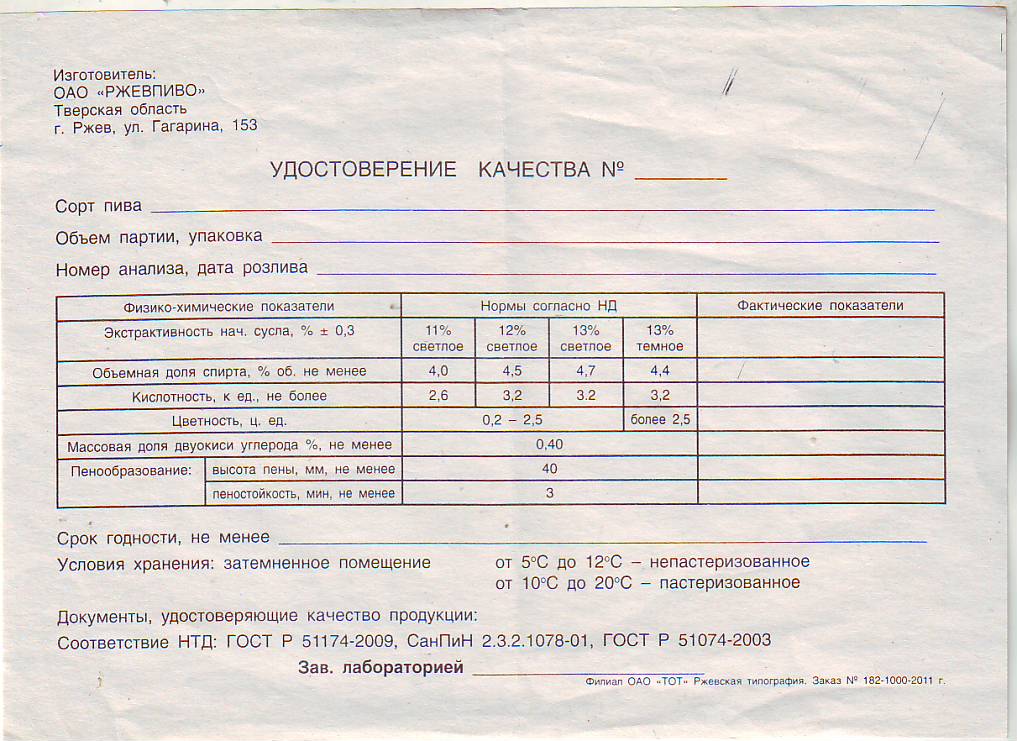 Изготовитель:
ОАО «РЖЕВПИВО»
Тверская область
г. Ржев, ул. Гагарина, 153
УДОСТОВЕРЕНИЕ КАЧЕСТВА № ________
Сорт пива ________
Объем партии, упаковка ________
Номер анализа, дата розлива ________
Физико-химические показатели Нормы согласно НД Фактические показатели
Экстрактивность нач. сусла, % ± 0,3 11% 12% 13% 13%
светлое светлое светлое темное
Объемная доля спирта, % об. не менее 4,0 4,5 4,7 4,4
Кислотность, к ед., не более 2,6 3,2 3.2 3,2
Цветность, ц. ед. 0,2 – 2,5 более 2,5
Массовая доля двуокиси углерода %, не менее 0,40
Пенообразование: высота пены, мм, не менее 40
пеностойкость, мин, не менее 3
Срок годности, не менее ________
Условия хранения: затемненное помещение от 5°С до 12°С – непастеризованное
от 10°С до 20°С – пастеризованное
Документы, удостоверяющие качество продукции:
Соответствие НТД: ГОСТ Р 51174-2009, СанПиН 2.3.2.1078-01, ГОСТ Р 51074-2003
Зав. лабораторией ________
Филиал ОАО «ТОТ» Ржевская типография. Заказ № 182-1000-2011 г.